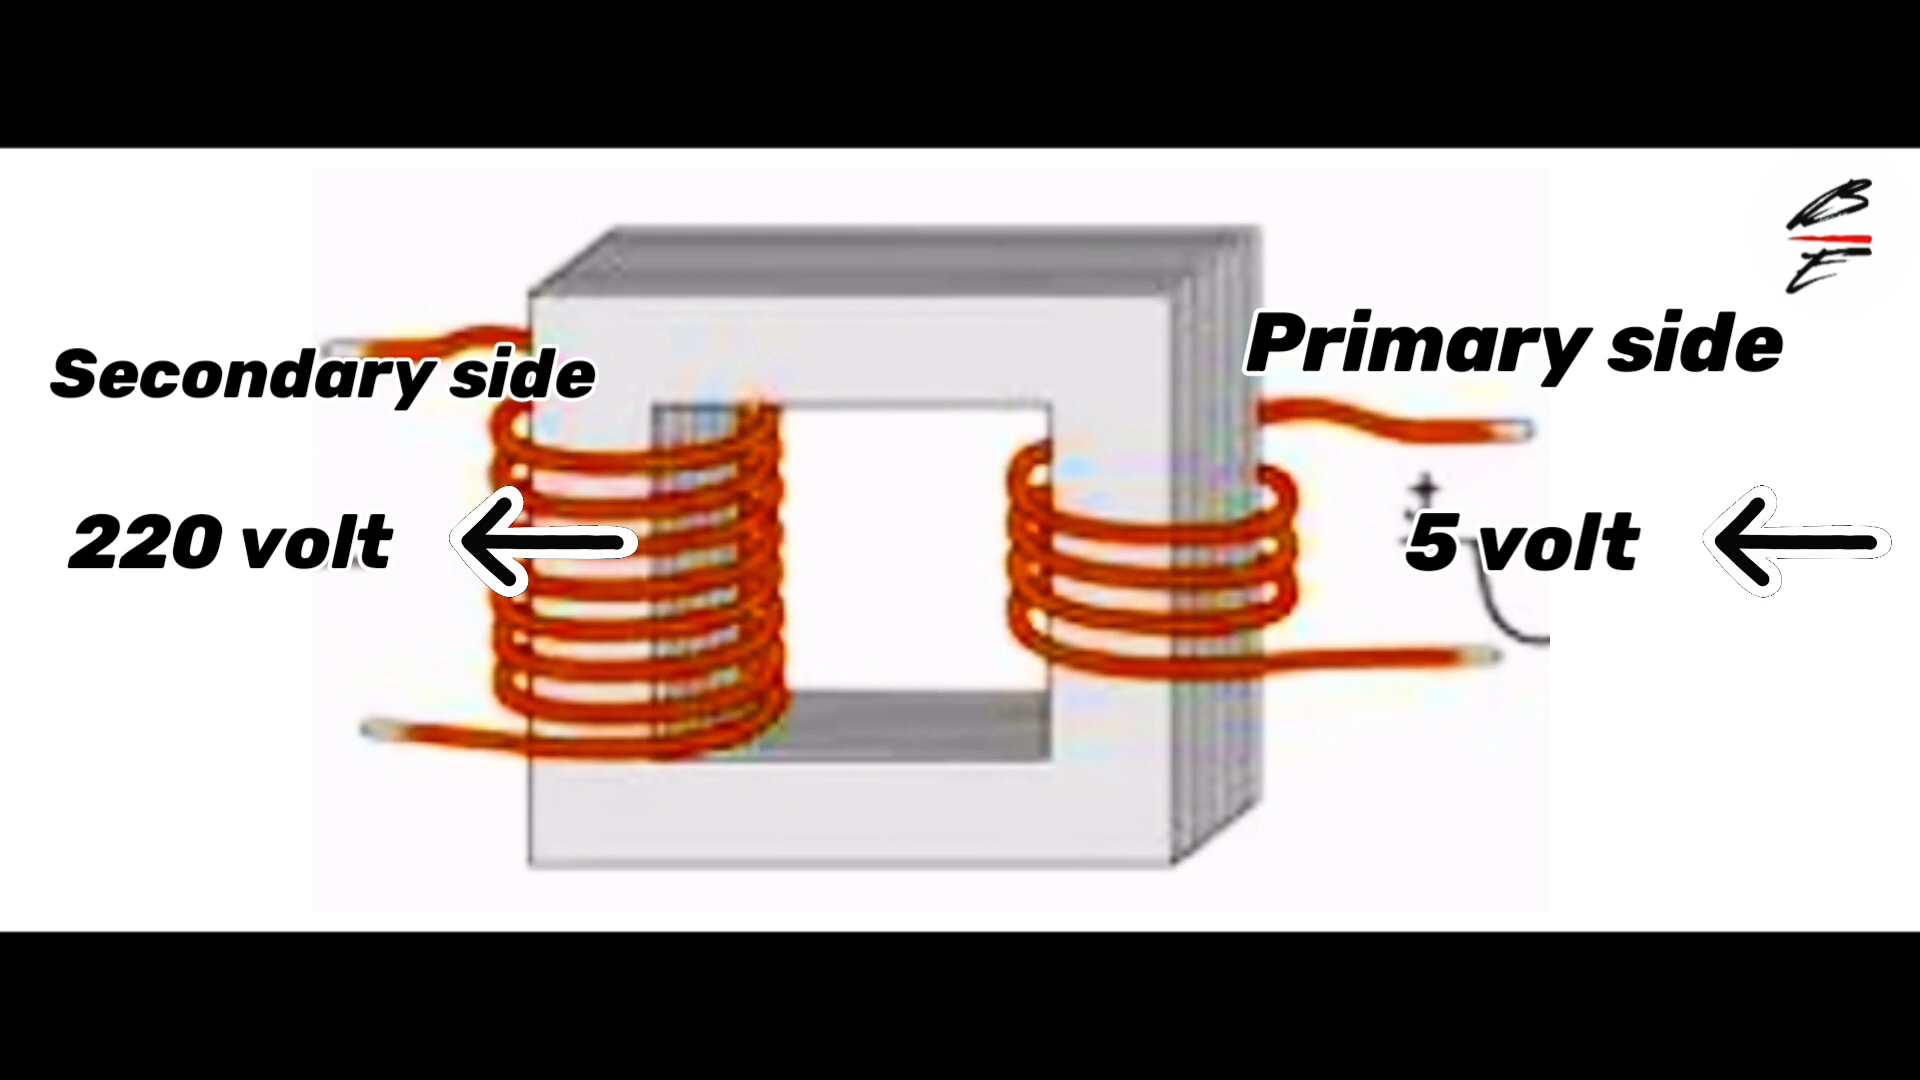 B
E
Primary side
Secondary side
220 volt
5 volt
+